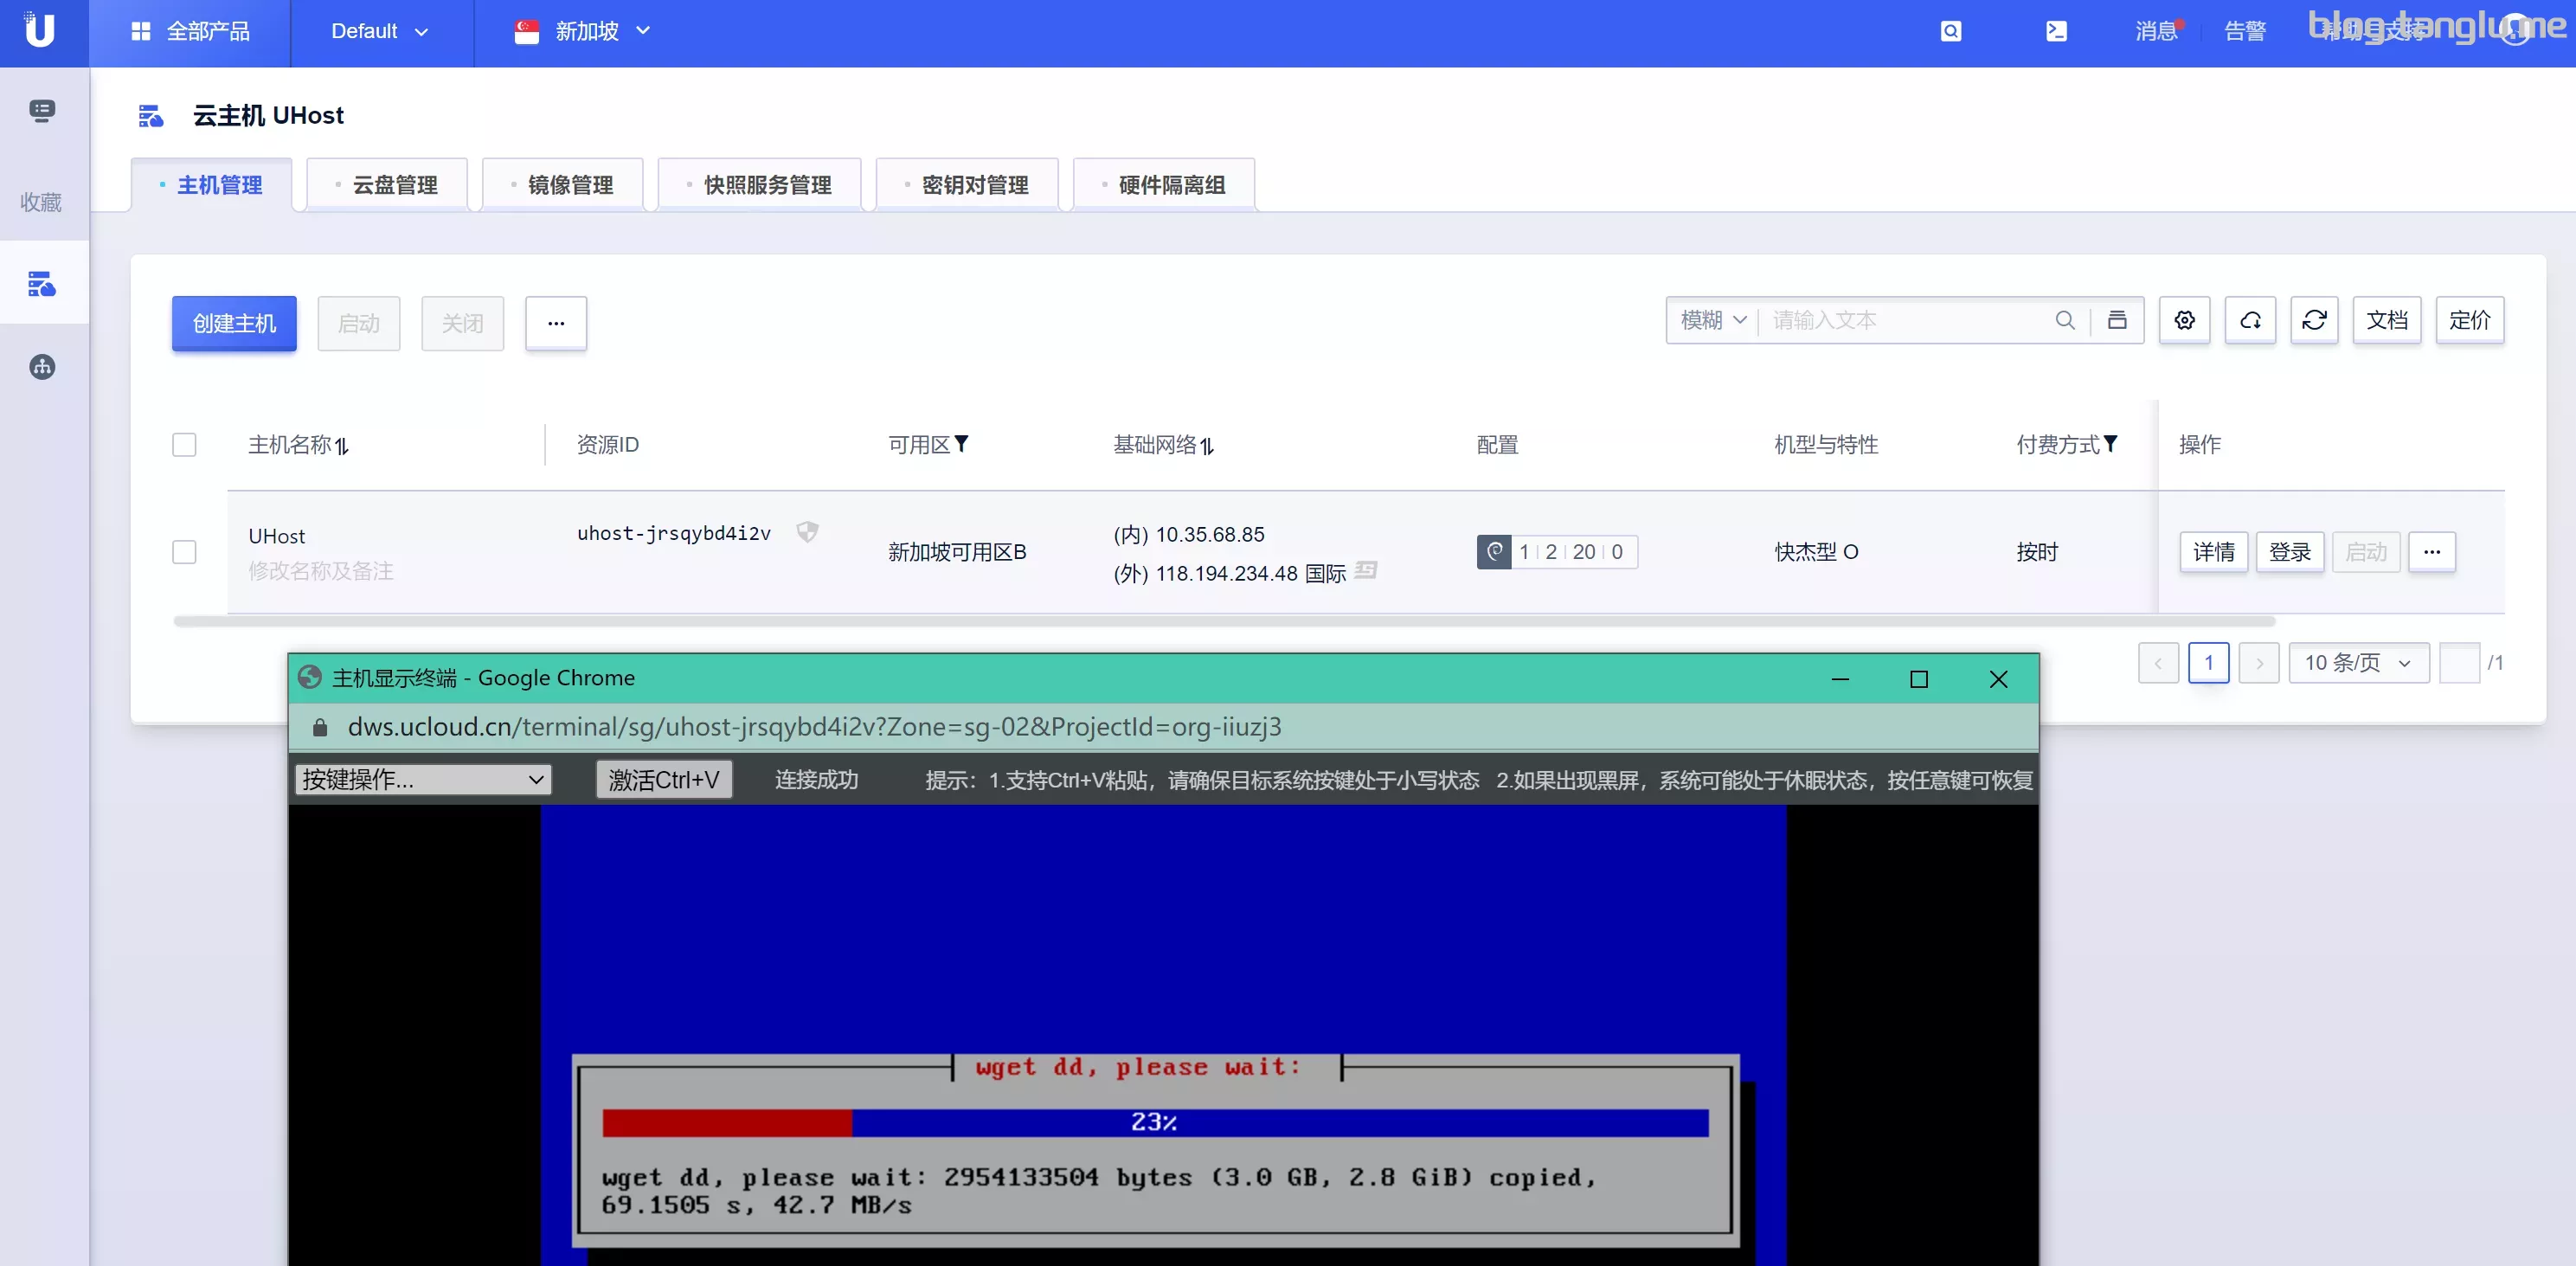 全部产品
Default
新加坡
消息
告警
帮助与支持
blog.tanglu.me
云主机 UHost
收藏
主机管理
云盘管理
镜像管理
快照服务管理
密钥对管理
硬件隔离组
创建主机
启动
关闭
...
模糊
请输入文本
文档
定价
主机名称
资源ID
可用区
基础网络
配置
机型与特性
付费方式
操作
UHost
修改名称及备注
uhost-jrsqybd4i2v
新加坡可用区B
(内) 10.35.68.85
(外) 118.194.234.48 国际
1 2 20 0
快杰型 O
按时
详情
登录
启动
...
1
10 条/页
/1
主机显示终端 - Google Chrome
dws.ucloud.cn/terminal/sg/uhost-jrsqybd4i2v?Zone=sg-02&ProjectId=org-iiuzj3
按键操作...
激活Ctrl+V
连接成功
提示：1.支持Ctrl+V粘贴，请确保目标系统按键处于小写状态 2.如果出现黑屏，系统可能处于休眠状态，按任意键可恢复
wget dd, please wait:
23%
wget dd, please wait: 2954133504 bytes (3.0 GB, 2.8 GiB) copied,
69.1505 s, 42.7 MB/s